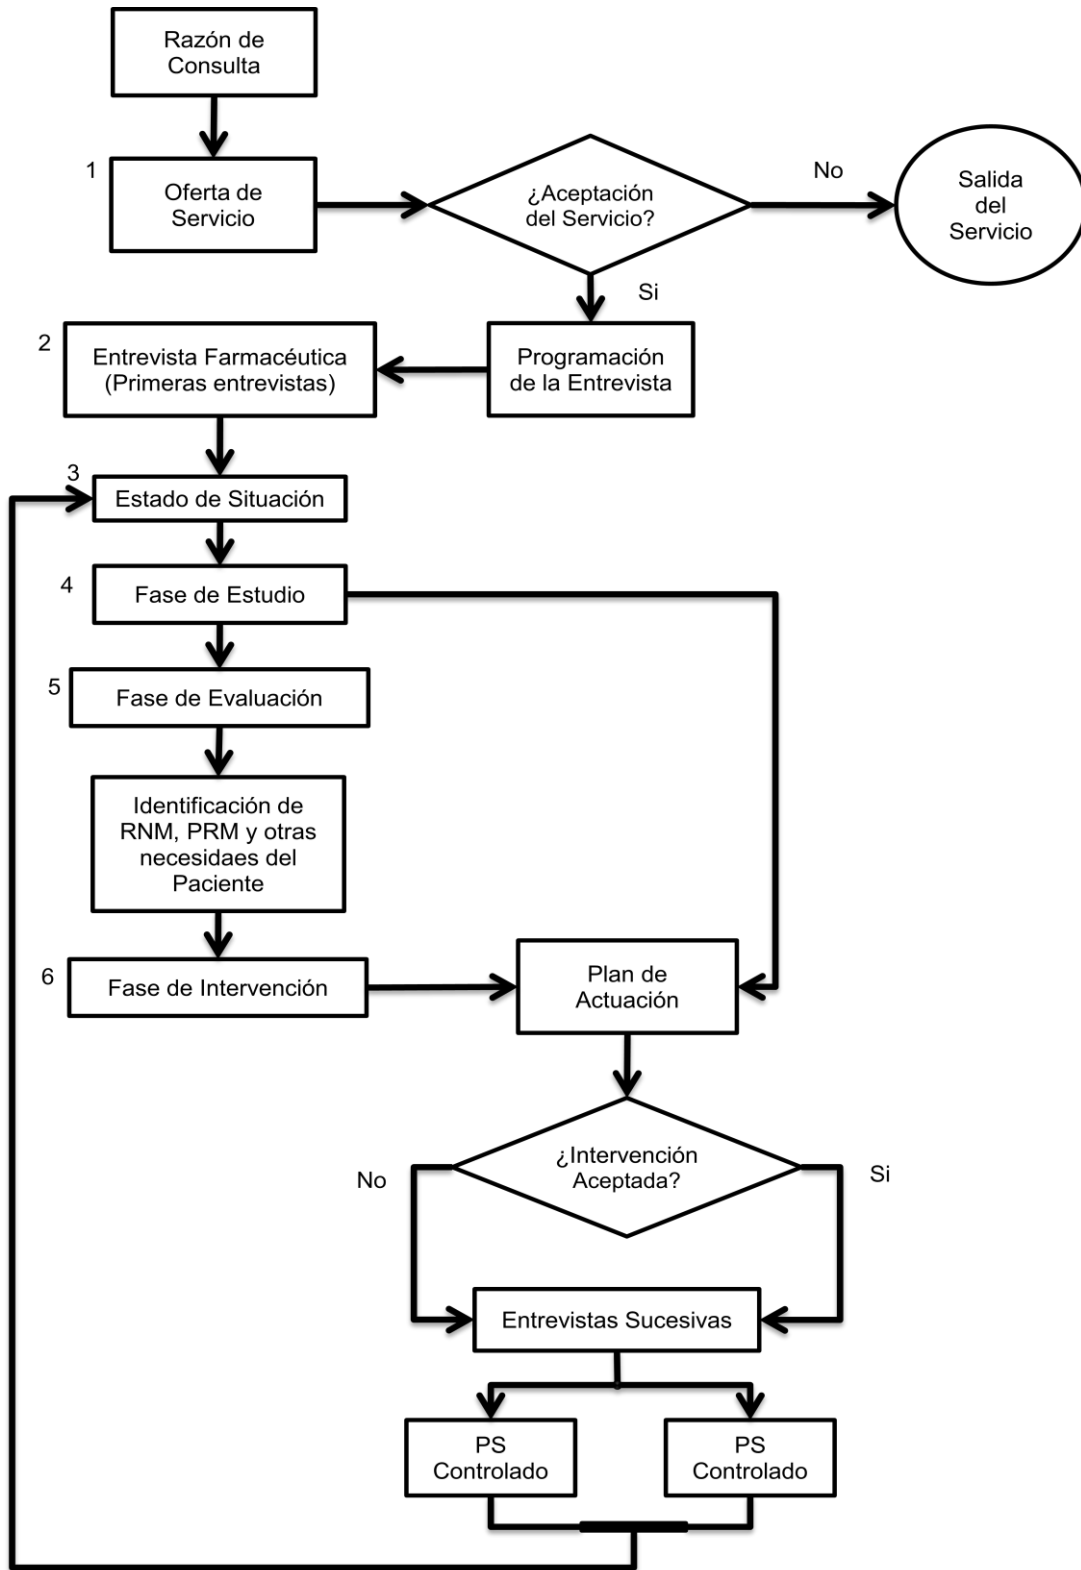 Razón de
Consulta
1
Oferta de
Servicio
¿Aceptación
del Servicio?
No
Salida
del
Servicio
Si
2
Entrevista Farmacéutica
(Primeras entrevistas)
Programación
de la Entrevista
3
Estado de Situación
4
Fase de Estudio
5
Fase de Evaluación
Identificación de
RNM, PRM y otras
necesidaes del
Paciente
6
Fase de Intervención
Plan de
Actuación
¿Intervención
Aceptada?
No
Si
Entrevistas Sucesivas
PS
Controlado
PS
Controlado